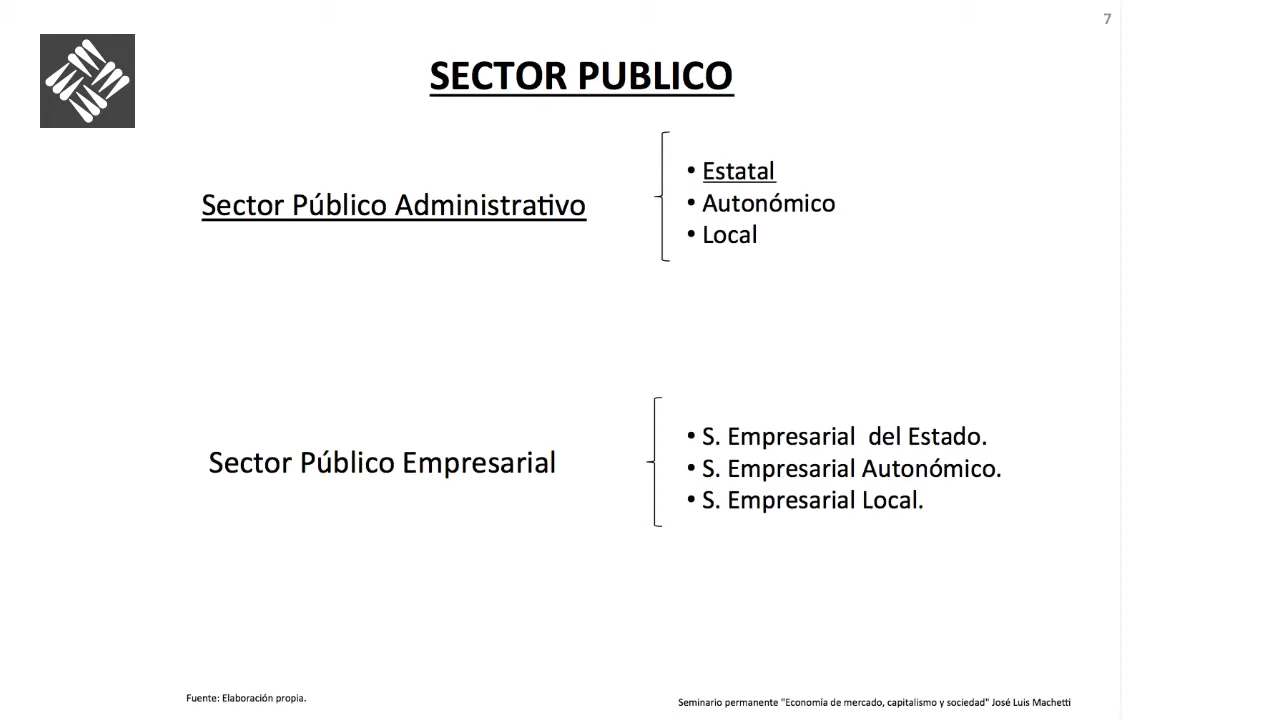 7
SECTOR PUBLICO
Sector Público Administrativo
• Estatal
• Autonómico
• Local
Sector Público Empresarial
• S. Empresarial del Estado.
• S. Empresarial Autonómico.
• S. Empresarial Local.
Fuente: Elaboración propia.
Seminario permanente "Economía de mercado, capitalismo y sociedad" José Luis Machetti